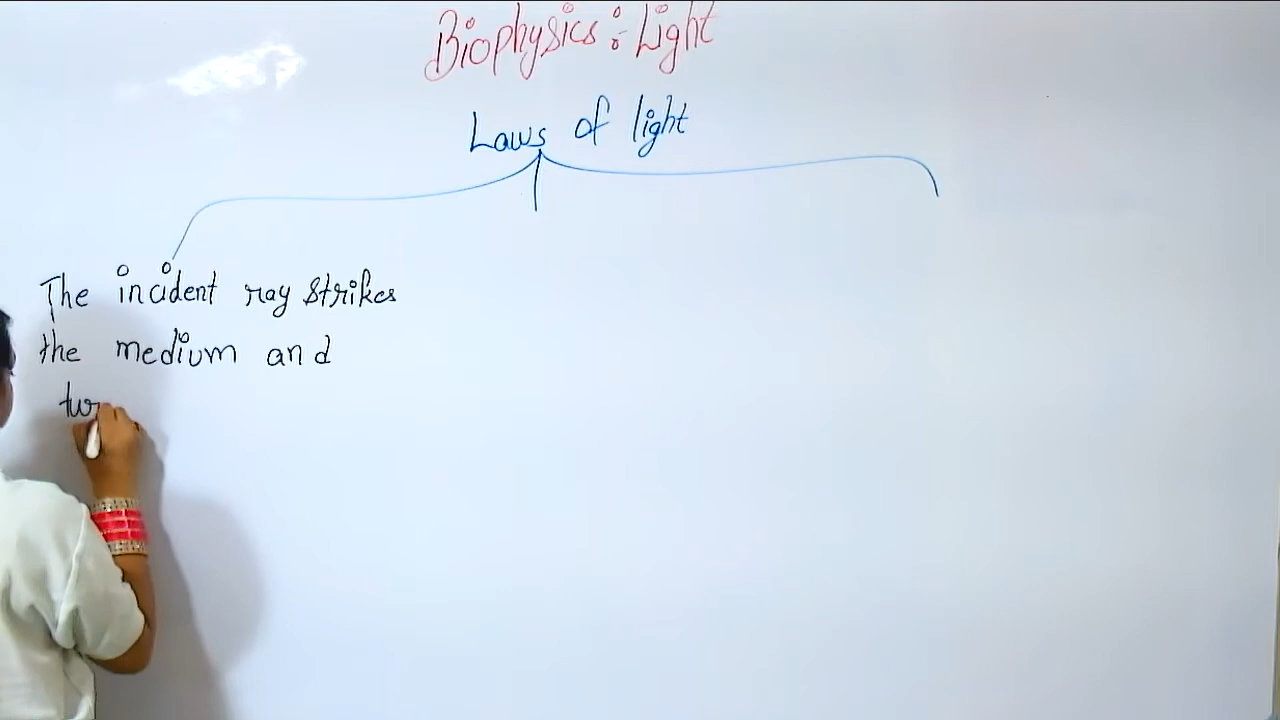 Biophysics : Light
Laws of light
The incident ray strikes
the medium and